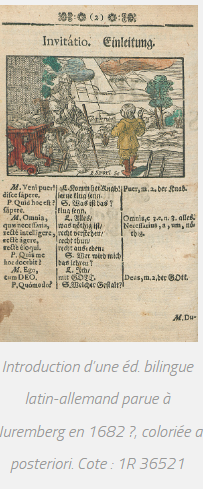 (2)
Invitátio. Einleitung.
M. Veni puer! L. Komm her Knab! Puer, m. 2. der Knab.
disce sapere. lerne klug seyn.
P. Quid hoc est? S. Was ist das?
sapere. klug seyn.
M. Omnia, L. Alles, Omnis, c. 3. e, n. 3. alles.
quæ necessaria, was nöthig ist, Necessarius, a, um, nö-
rectè intelligere, recht verstehen, thig.
rectè agere, recht thun,
rectè eloqui. recht ausreden.
P. Quis me S. Wer wird mich
hoc docebit? das lehren?
M. Ego, L. Ich,
cum DEO. mit GOTT. Deus, m. 2. der GOtt.
P. Quomodo? S. Welcher Gestalt?
M. Du-
Introduction d'une éd. bilingue
latin-allemand parue à
Nuremberg en 1682 ?, coloriée a
posteriori. Cote : 1R 36521